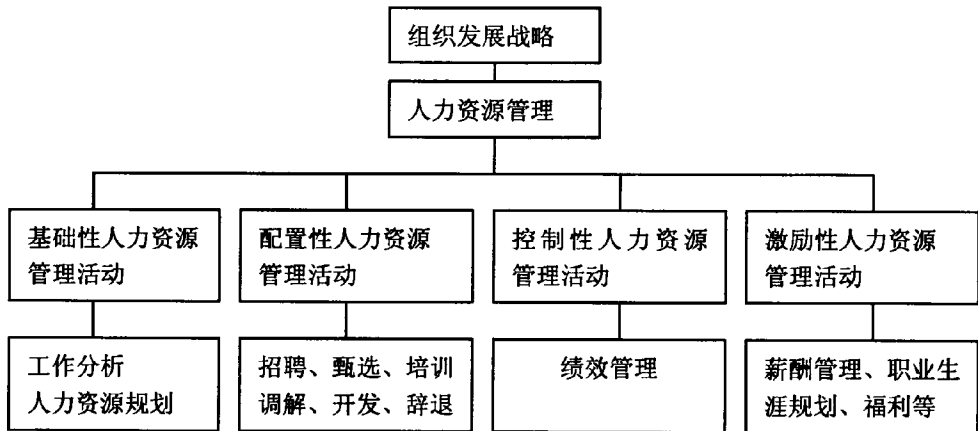 组织发展战略
人力资源管理
基础性人力资源
管理活动
配置性人力资源
管理活动
控制性人力资源
管理活动
激励性人力资源
管理活动
工作分析
人力资源规划
招聘、甄选、培训
调解、开发、辞退
绩效管理
薪酬管理、职业生
涯规划、福利等